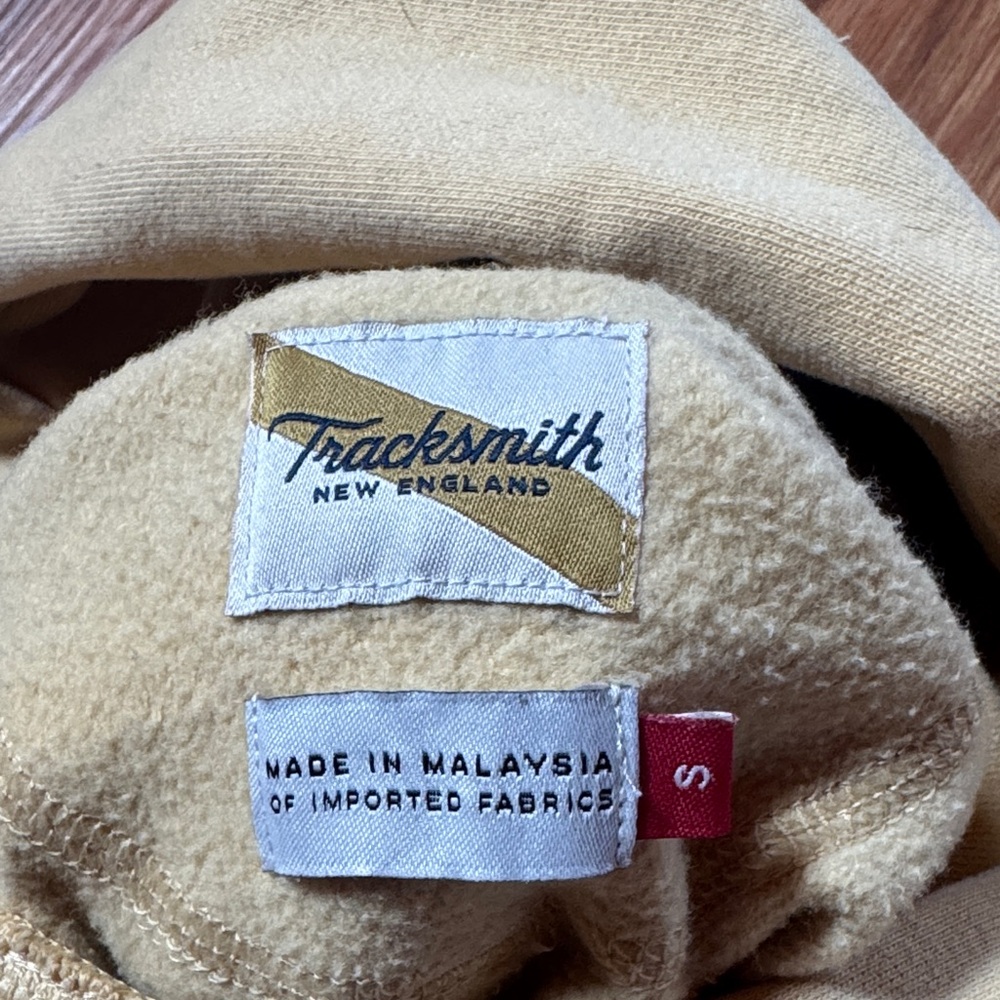 Tracksmith
NEW ENGLAND
MADE IN MALAYSIA
OF IMPORTED FABRICS
S